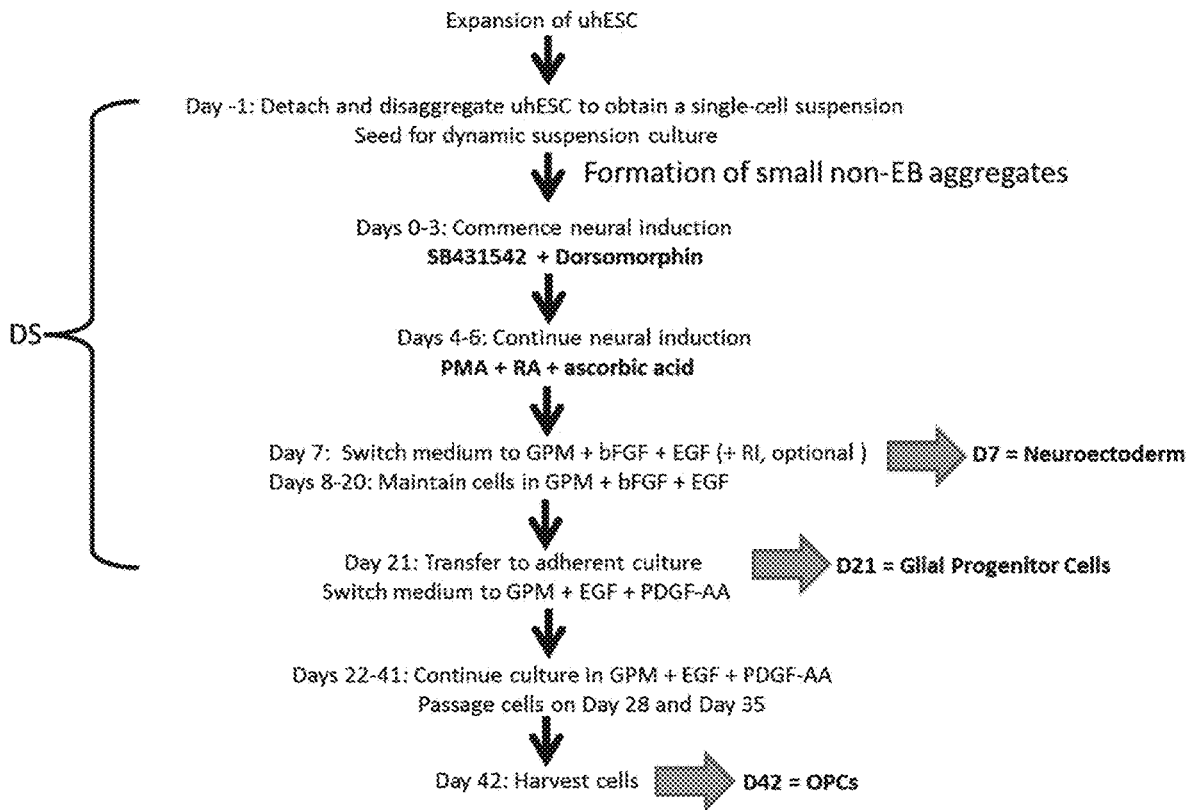 Expansion of uhESC
Day -1: Detach and disaggregate uhESC to obtain a single-cell suspension
Seed for dynamic suspension culture
Formation of small non-EB aggregates
Days 0-3: Commence neural induction
SB431542 + Dorsomorphin
DS
Days 4-6: Continue neural induction
PMA + RA + ascorbic acid
Day 7: Switch medium to GPM + bFGF + EGF (+ RI, optional )
D7 = Neuroectoderm
Days 8-20: Maintain cells in GPM + bFGF + EGF
Day 21: Transfer to adherent culture
D21 = Glial Progenitor Cells
Switch medium to GPM + EGF + PDGF-AA
Days 22-41: Continue culture in GPM + EGF + PDGF-AA
Passage cells on Day 28 and Day 35
Day 42: Harvest cells
D42 = OPCs